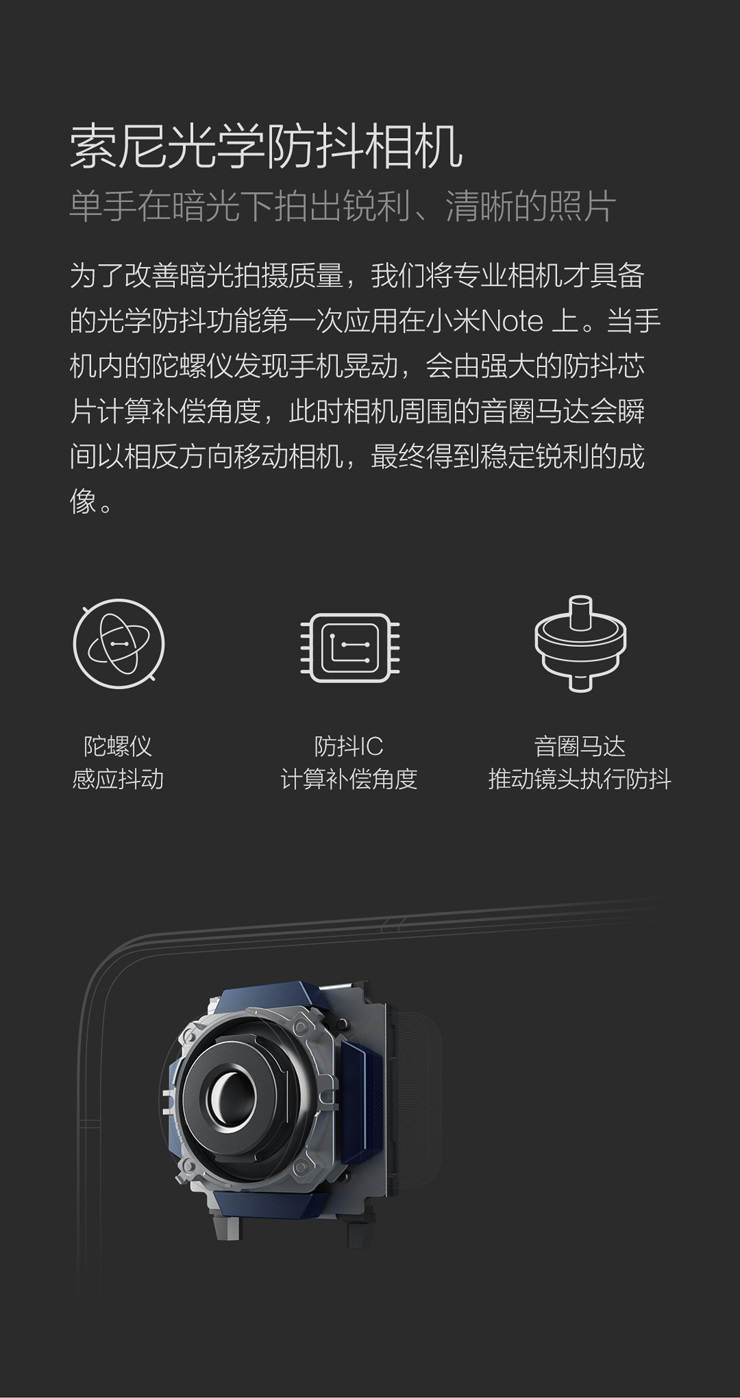 索尼光学防抖相机
单手在暗光下拍出锐利、清晰的照片
为了改善暗光拍摄质量，我们将专业相机才具备
的光学防抖功能第一次应用在小米Note 上。当手
机内的陀螺仪发现手机晃动，会由强大的防抖芯
片计算补偿角度，此时相机周围的音圈马达会瞬
间以相反方向移动相机，最终得到稳定锐利的成
像。
陀螺仪
感应抖动
防抖IC
计算补偿角度
音圈马达
推动镜头执行防抖